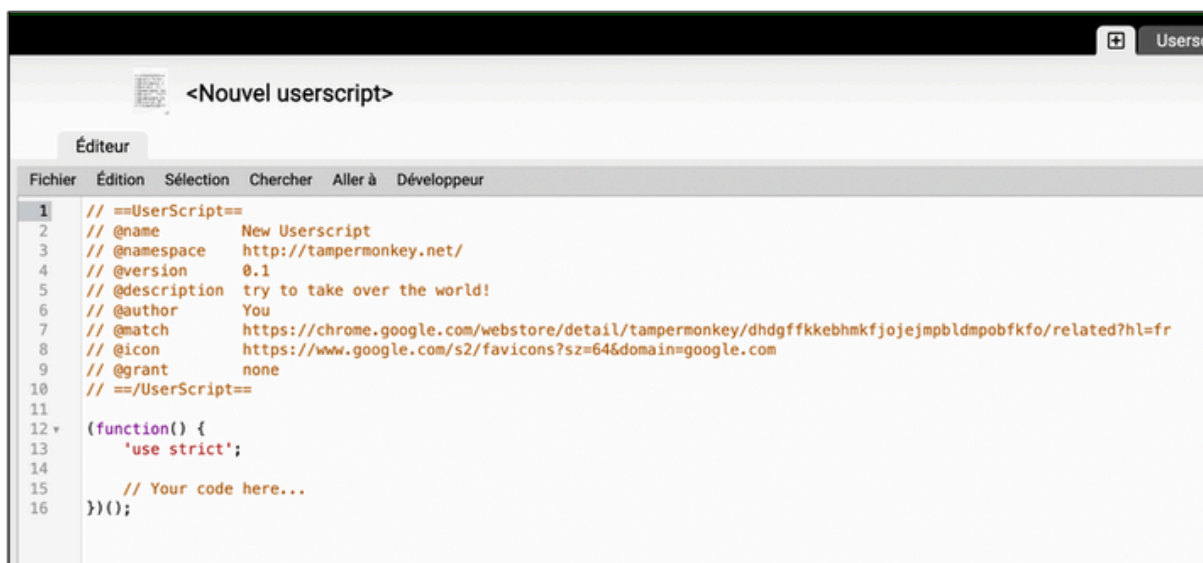 Users
<Nouvel userscript>
Éditeur
Fichier Édition Sélection Chercher Aller à Développeur
1 // ==UserScript==
2 // @name New Userscript
3 // @namespace http://tampermonkey.net/
4 // @version 0.1
5 // @description try to take over the world!
6 // @author You
7 // @match https://chrome.google.com/webstore/detail/tampermonkey/dhdgffkkebhmkfjojejmpbldmpobfkfo/related?hl=fr
8 // @icon https://www.google.com/s2/favicons?sz=64&domain=google.com
9 // @grant none
10 // ==/UserScript==
11
12 (function() {
13 'use strict';
14
15 // Your code here...
16 })();